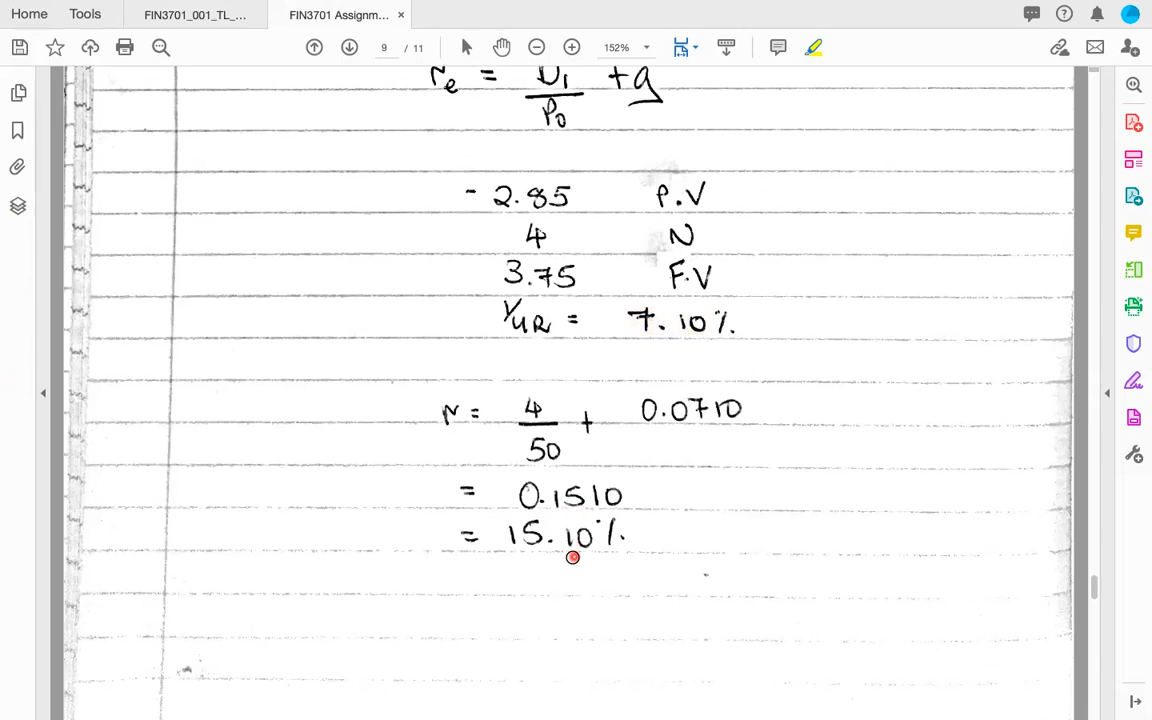 Home Tools FIN3701_001_TL_... FIN3701 Assignm... ×
9 / 11 152%
re = D1 + g
P0
- 2.85 P.V
4 N
3.75 F.V
I/YR = 7.10%
r = 4 + 0.0710
50
= 0.1510
= 15.10%